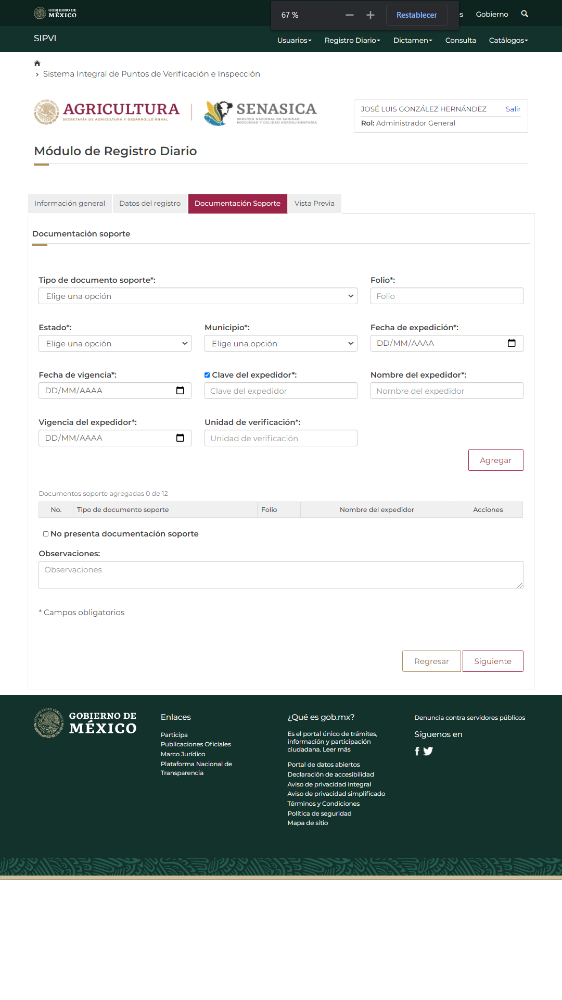 GOBIERNO DE
MÉXICO
67 %
Restablecer
es
Gobierno
SIPVI
Usuarios
Registro Diario
Dictamen
Consulta
Catálogos
Sistema Integral de Puntos de Verificación e Inspección
AGRICULTURA
SECRETARÍA DE AGRICULTURA Y DESARROLLO RURAL
SENASICA
SERVICIO NACIONAL DE SANIDAD,
INOCUIDAD Y CALIDAD AGROALIMENTARIA
JOSÉ LUIS GONZÁLEZ HERNÁNDEZ
Salir
Rol: Administrador General
Módulo de Registro Diario
Información general
Datos del registro
Documentación Soporte
Vista Previa
Documentación soporte
Tipo de documento soporte*:
Folio*:
Elige una opción
Folio
Estado*:
Municipio*:
Fecha de expedición*:
Elige una opción
Elige una opción
DD/MM/AAAA
Fecha de vigencia*:
Clave del expedidor*:
Nombre del expedidor*:
DD/MM/AAAA
Clave del expedidor
Nombre del expedidor
Vigencia del expedidor*:
Unidad de verificación*:
DD/MM/AAAA
Unidad de verificación
Agregar
Documentos soporte agregadas 0 de 12
No.
Tipo de documento soporte
Folio
Nombre del expedidor
Acciones
No presenta documentación soporte
Observaciones:
Observaciones
* Campos obligatorios
Regresar
Siguiente
GOBIERNO DE
MÉXICO
Enlaces
Participa
Publicaciones Oficiales
Marco Jurídico
Plataforma Nacional de
Transparencia
¿Qué es gob.mx?
Es el portal único de trámites,
información y participación
ciudadana. Leer más
Portal de datos abiertos
Declaración de accesibilidad
Aviso de privacidad integral
Aviso de privacidad simplificado
Términos y Condiciones
Política de seguridad
Mapa de sitio
Denuncia contra servidores públicos
Síguenos en